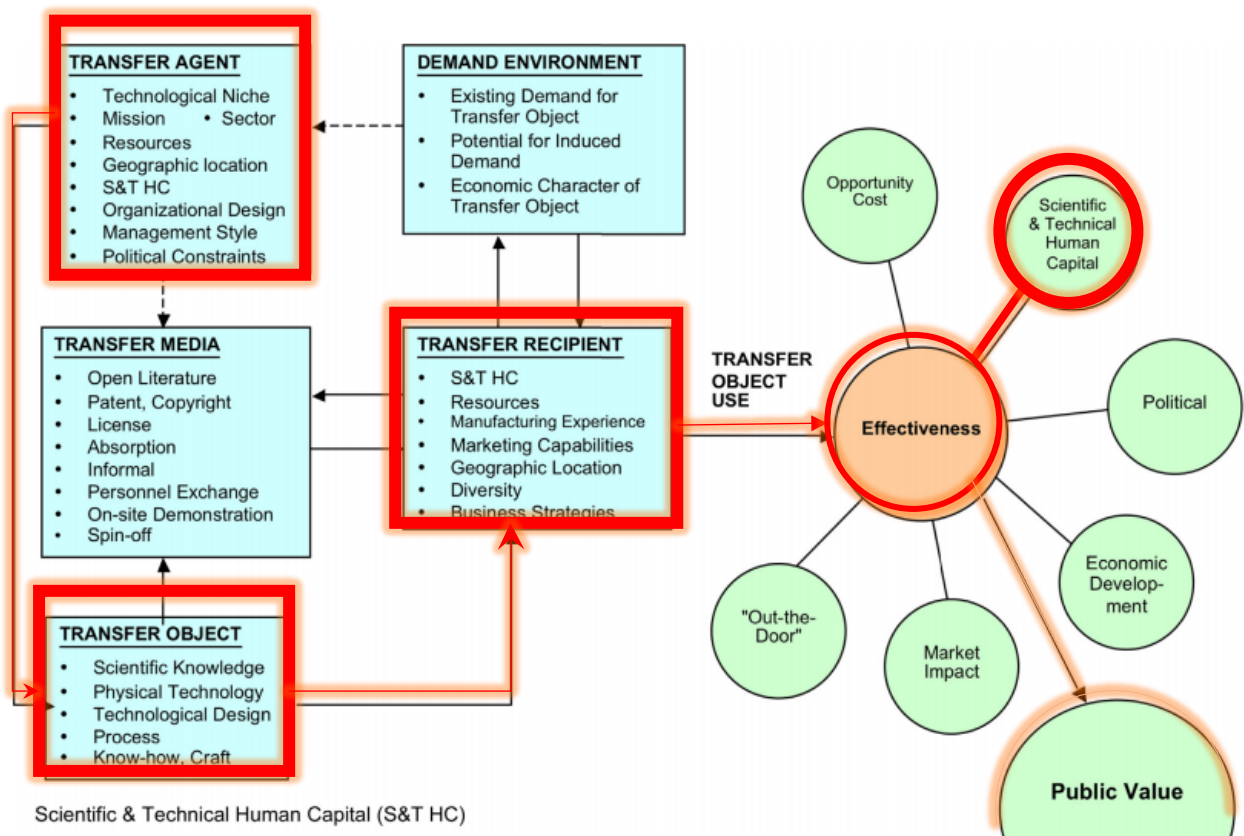 TRANSFER AGENT
• Technological Niche
• Mission • Sector
• Resources
• Geographic location
• S&T HC
• Organizational Design
• Management Style
• Political Constraints
DEMAND ENVIRONMENT
• Existing Demand for
Transfer Object
• Potential for Induced
Demand
• Economic Character of
Transfer Object
TRANSFER MEDIA
• Open Literature
• Patent, Copyright
• License
• Absorption
• Informal
• Personnel Exchange
• On-site Demonstration
• Spin-off
TRANSFER RECIPIENT
• S&T HC
• Resources
• Manufacturing Experience
• Marketing Capabilities
• Geographic Location
• Diversity
• Business Strategies
TRANSFER OBJECT
• Scientific Knowledge
• Physical Technology
• Technological Design
• Process
• Know-how, Craft
TRANSFER
OBJECT
USE
Effectiveness
Opportunity
Cost
Scientific
& Technical
Human
Capital
Political
Economic
Develop-
ment
Market
Impact
"Out-the-
Door"
Public Value
Scientific & Technical Human Capital (S&T HC)